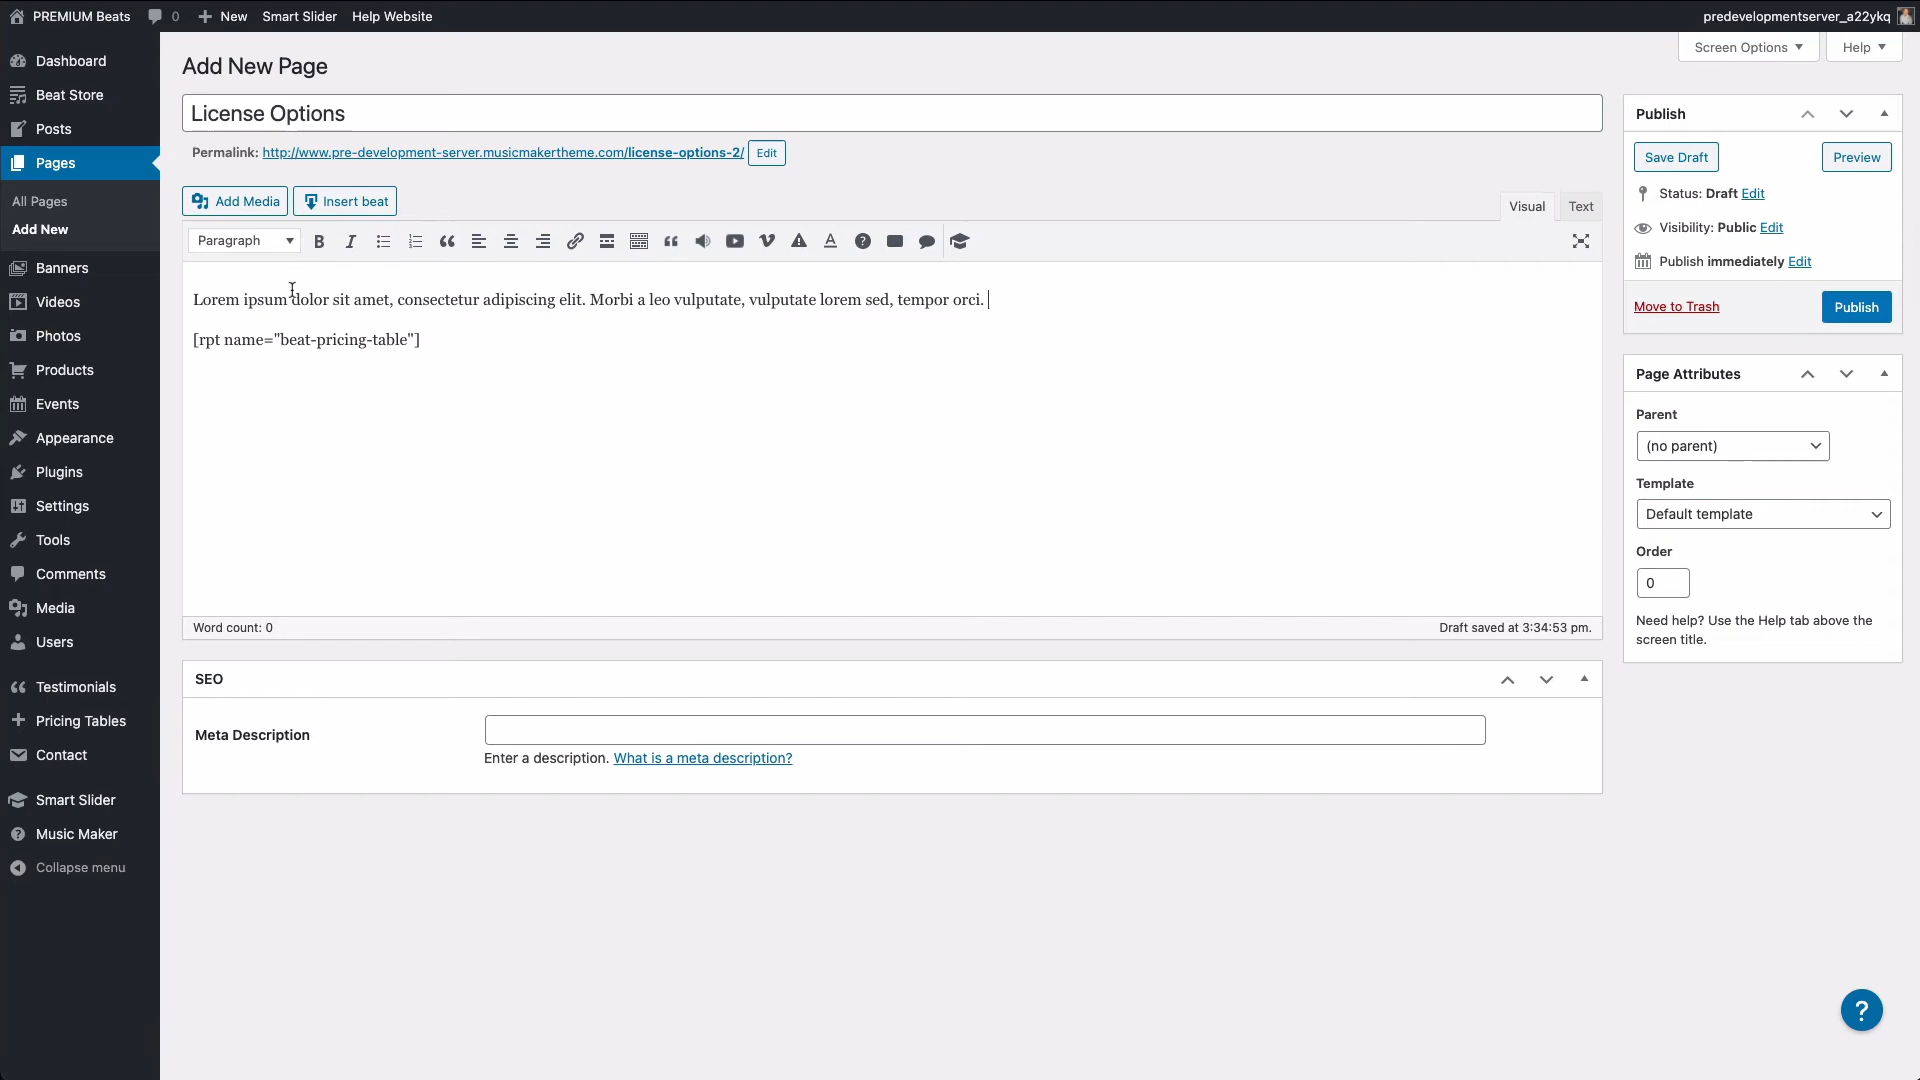 PREMIUM Beats 0 New Smart Slider Help Website predevelopmentserver_a22ykq
Screen Options Help
Dashboard
Beat Store
Posts
Pages
All Pages
Add New
Banners
Videos
Photos
Products
Events
Appearance
Plugins
Settings
Tools
Comments
Media
Users
Testimonials
Pricing Tables
Contact
Smart Slider
Music Maker
Collapse menu
Add New Page
License Options
Permalink: http://www.pre-development-server.musicmakertheme.com/license-options-2/ Edit
Add Media Insert beat
Visual Text
Paragraph
Lorem ipsum dolor sit amet, consectetur adipiscing elit. Morbi a leo vulputate, vulputate lorem sed, tempor orci.
[rpt name="beat-pricing-table"]
Word count: 0 Draft saved at 3:34:53 pm.
SEO
Meta Description
Enter a description. What is a meta description?
Publish
Save Draft Preview
Status: Draft Edit
Visibility: Public Edit
Publish immediately Edit
Move to Trash Publish
Page Attributes
Parent
(no parent)
Template
Default template
Order
0
Need help? Use the Help tab above the
screen title.
?